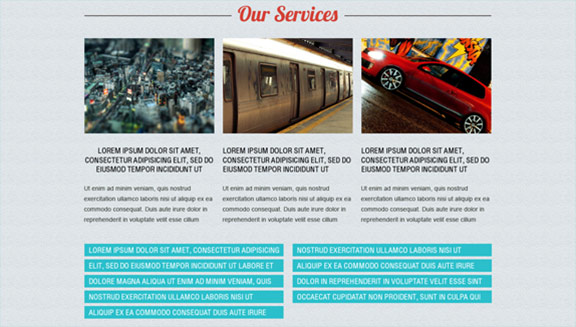 Our Services
LOREM IPSUM DOLOR SIT AMET,
CONSECTETUR ADIPISICING ELIT, SED DO
EIUSMOD TEMPOR INCIDIDUNT UT
Ut enim ad minim veniam, quis nostrud
exercitation ullamco laboris nisi ut aliquip ex ea
commodo consequat. Duis aute irure dolor in
reprehenderit in voluptate velit esse cillum
LOREM IPSUM DOLOR SIT AMET,
CONSECTETUR ADIPISICING ELIT, SED DO
EIUSMOD TEMPOR INCIDIDUNT UT
Ut enim ad minim veniam, quis nostrud
exercitation ullamco laboris nisi ut aliquip ex ea
commodo consequat. Duis aute irure dolor in
reprehenderit in voluptate velit esse cillum
LOREM IPSUM DOLOR SIT AMET,
CONSECTETUR ADIPISICING ELIT, SED DO
EIUSMOD TEMPOR INCIDIDUNT UT
Ut enim ad minim veniam, quis nostrud
exercitation ullamco laboris nisi ut aliquip ex ea
commodo consequat. Duis aute irure dolor in
reprehenderit in voluptate velit esse cillum
LOREM IPSUM DOLOR SIT AMET, CONSECTETUR ADIPISICING
ELIT, SED DO EIUSMOD TEMPOR INCIDIDUNT UT LABORE ET
DOLORE MAGNA ALIQUA UT ENIM AD MINIM VENIAM, QUIS
NOSTRUD EXERCITATION ULLAMCO LABORIS NISI UT
ALIQUIP EX EA COMMODO CONSEQUAT DUIS AUTE IRURE
NOSTRUD EXERCITATION ULLAMCO LABORIS NISI UT
ALIQUIP EX EA COMMODO CONSEQUAT DUIS AUTE IRURE
DOLOR IN REPREHENDERIT IN VOLUPTATE VELIT ESSE SINT
OCCAECAT CUPIDATAT NON PROIDENT, SUNT IN CULPA QUI